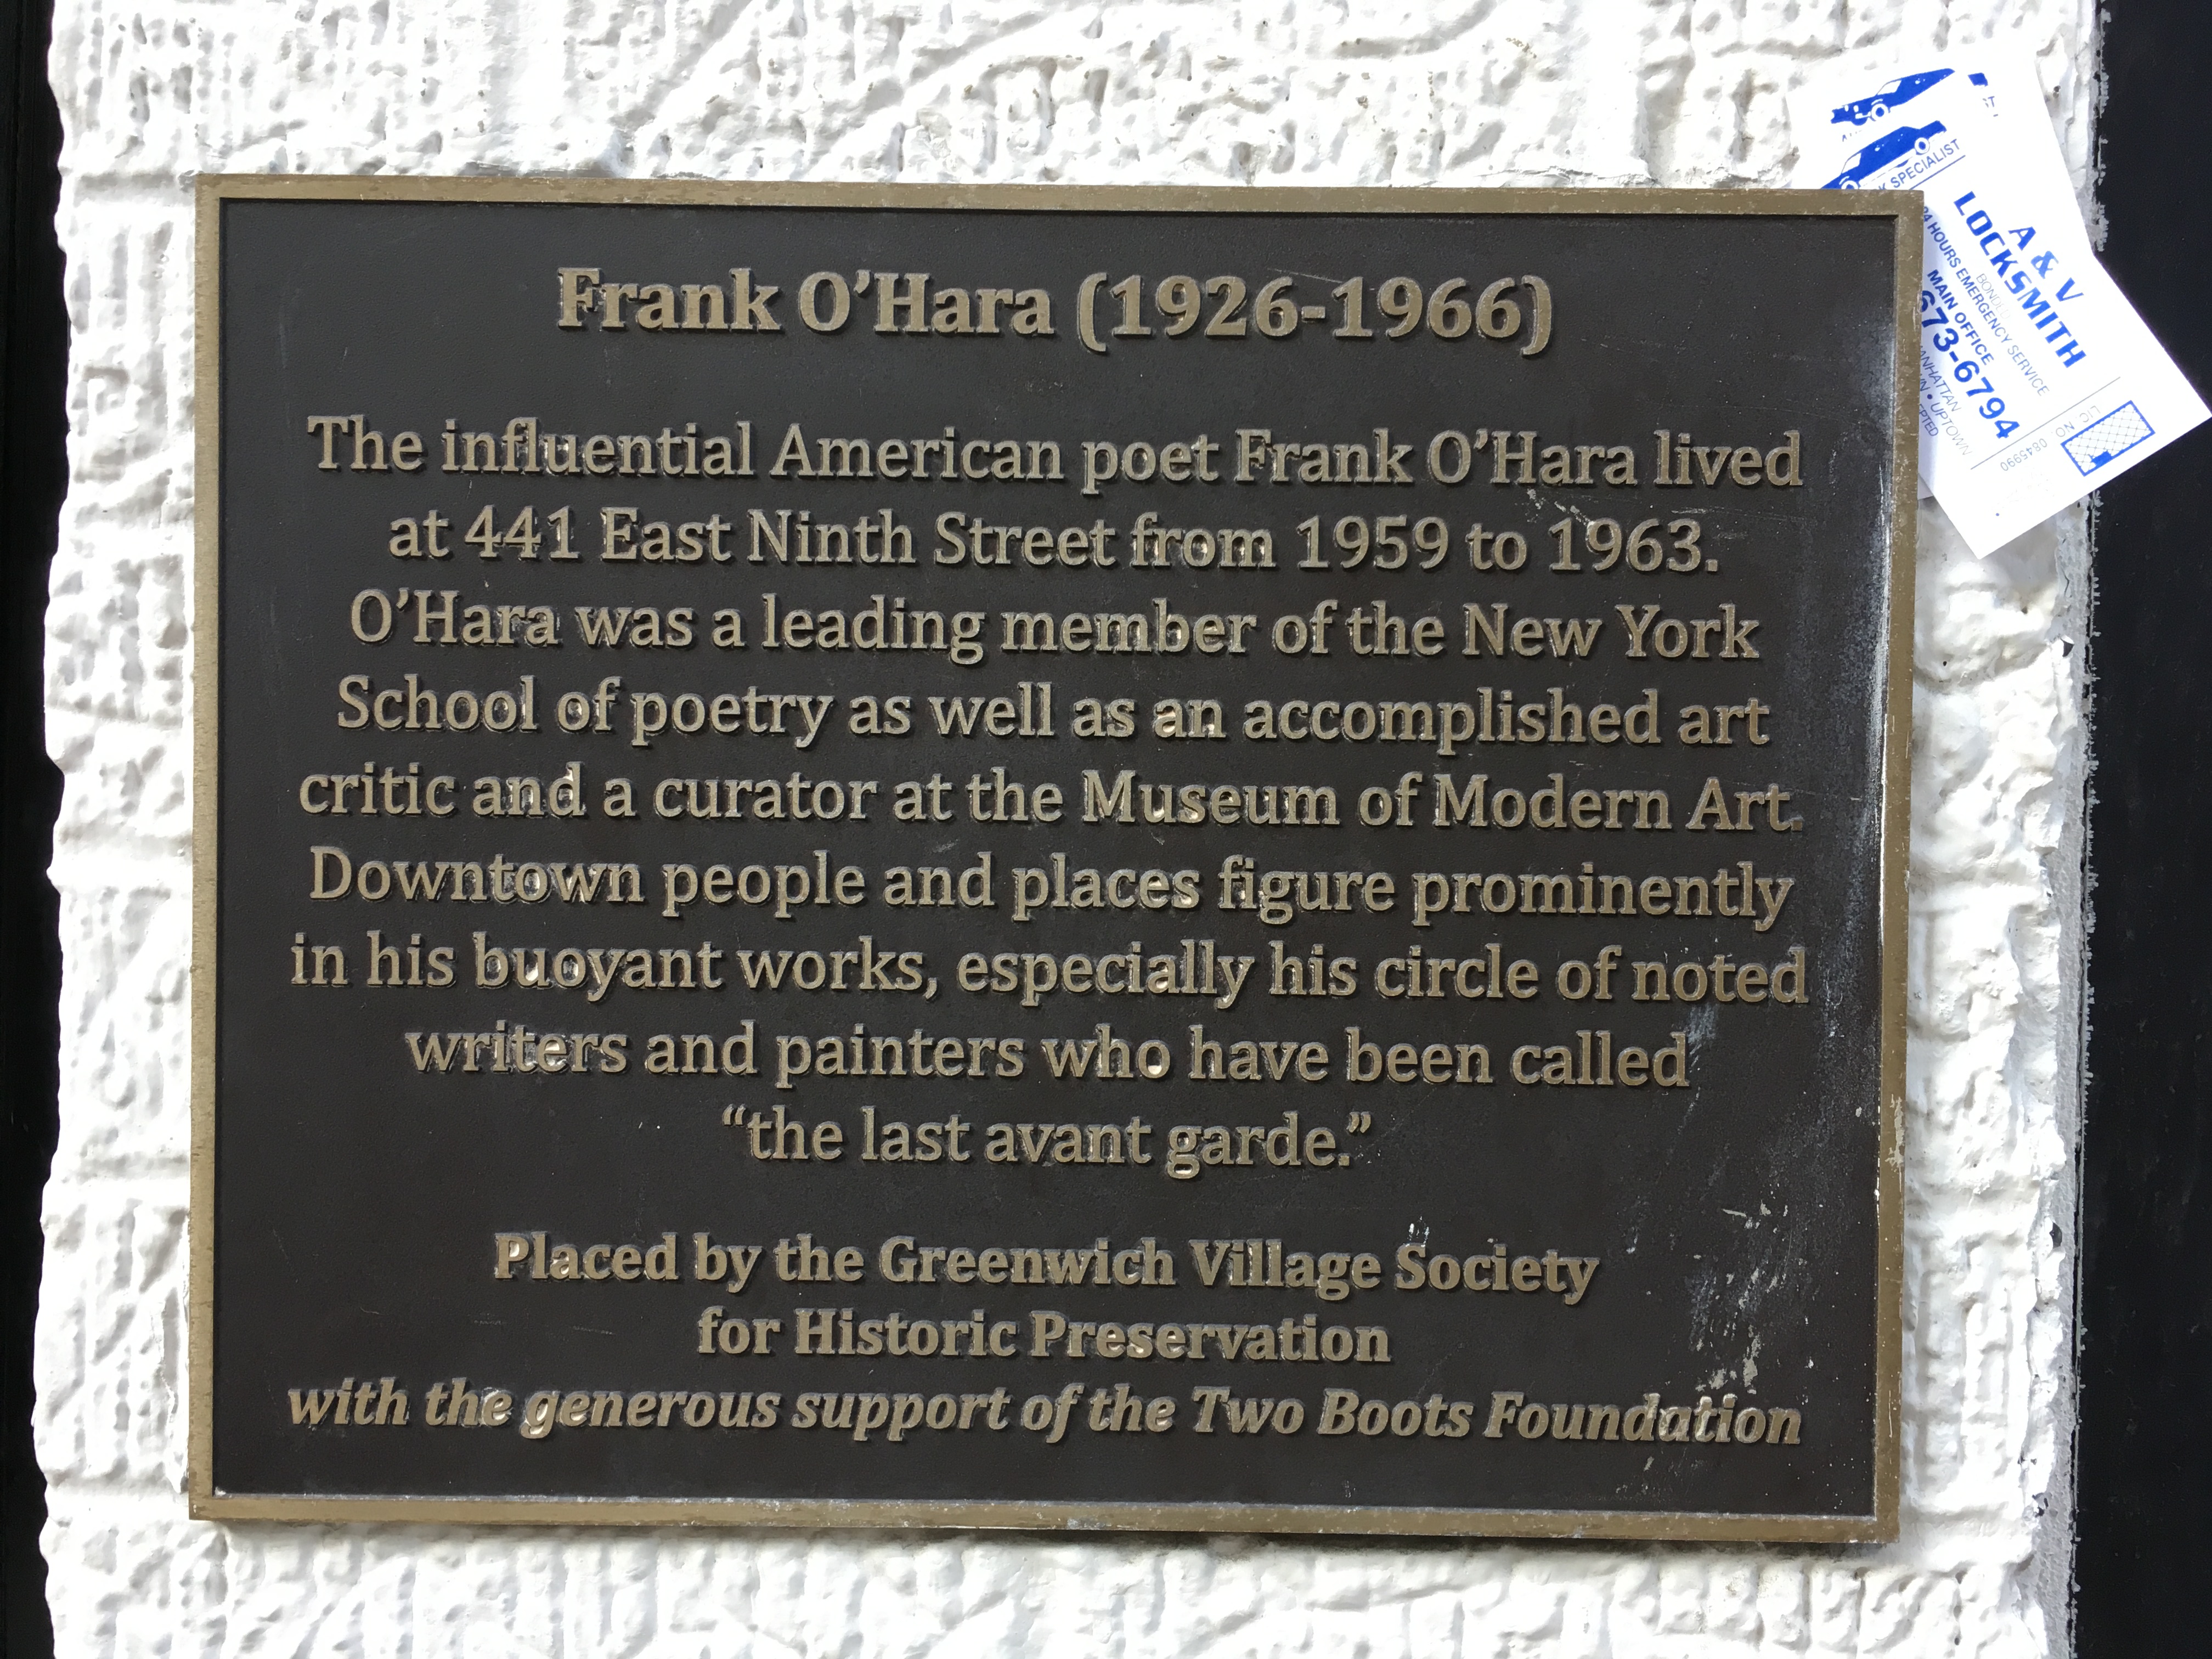 Frank O'Hara (1926-1966)
The influential American poet Frank O'Hara lived
at 441 East Ninth Street from 1959 to 1963.
O'Hara was a leading member of the New York
School of poetry as well as an accomplished art
critic and a curator at the Museum of Modern Art.
Downtown people and places figure prominently
in his buoyant works, especially his circle of noted
writers and painters who have been called
“the last avant garde.”
Placed by the Greenwich Village Society
for Historic Preservation
with the generous support of the Two Boots Foundation
SPECIALIST
A & V
LOCKSMITH
24 HOURS EMERGENCY SERVICE
MAIN OFFICE
673-6794
UPTOWN
LIC NO 0845990